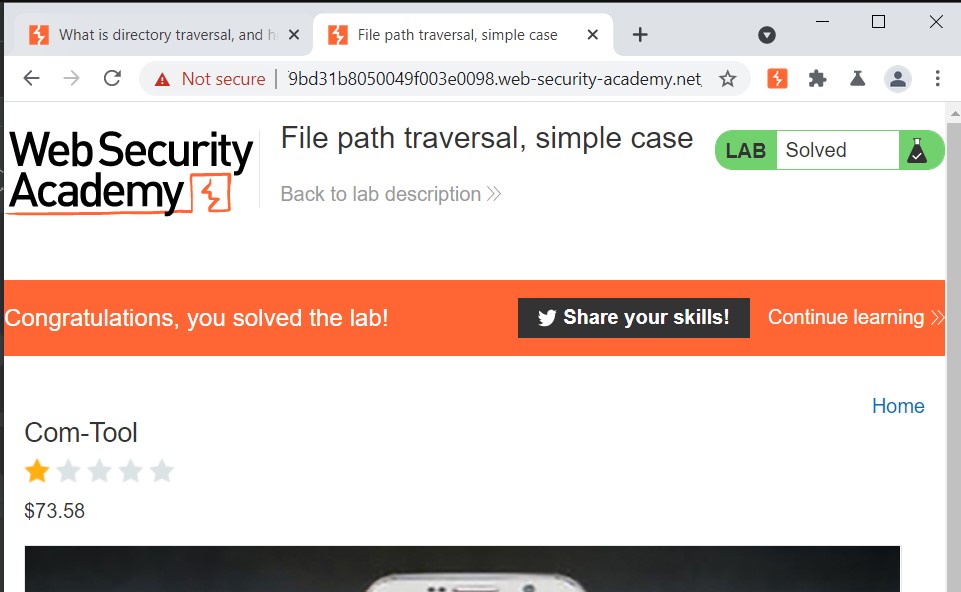 What is directory traversal, and h
File path traversal, simple case
Not secure | 9bd31b8050049f003e0098.web-security-academy.net
Web Security
Academy
File path traversal, simple case
Back to lab description
LAB Solved
Congratulations, you solved the lab!
Share your skills!
Continue learning
Home
Com-Tool
$73.58